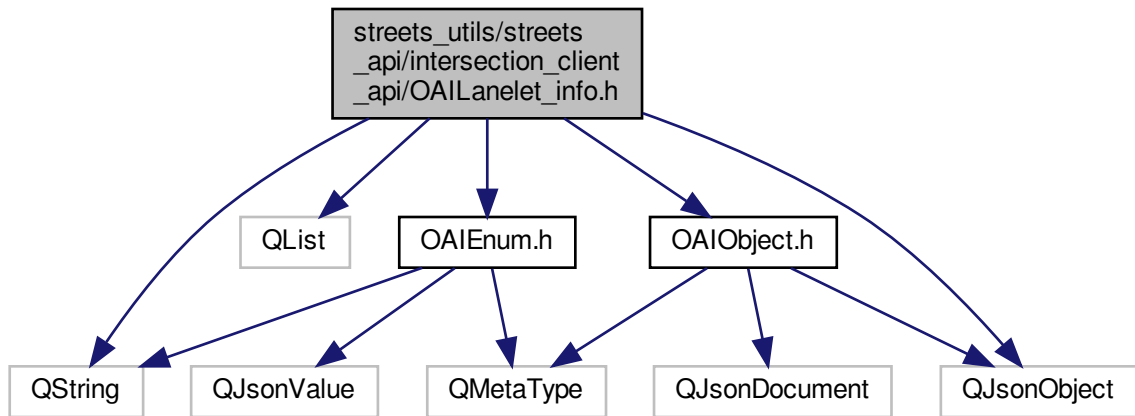 streets_utils/streets
_api/intersection_client
_api/OAILanelet_info.h
QList
OAIEnum.h
OAIObject.h
QString
QJsonValue
QMetaType
QJsonDocument
QJsonObject